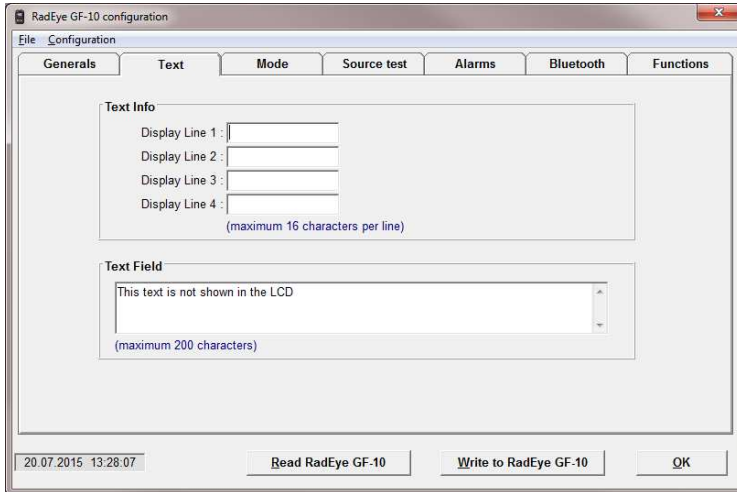 RadEye GF-10 configuration
File Configuration
Generals Text Mode Source test Alarms Bluetooth Functions
Text Info
Display Line 1 :
Display Line 2 :
Display Line 3 :
Display Line 4 :
(maximum 16 characters per line)
Text Field
This text is not shown in the LCD
(maximum 200 characters)
20.07.2015 13:28:07 Read RadEye GF-10 Write to RadEye GF-10 OK